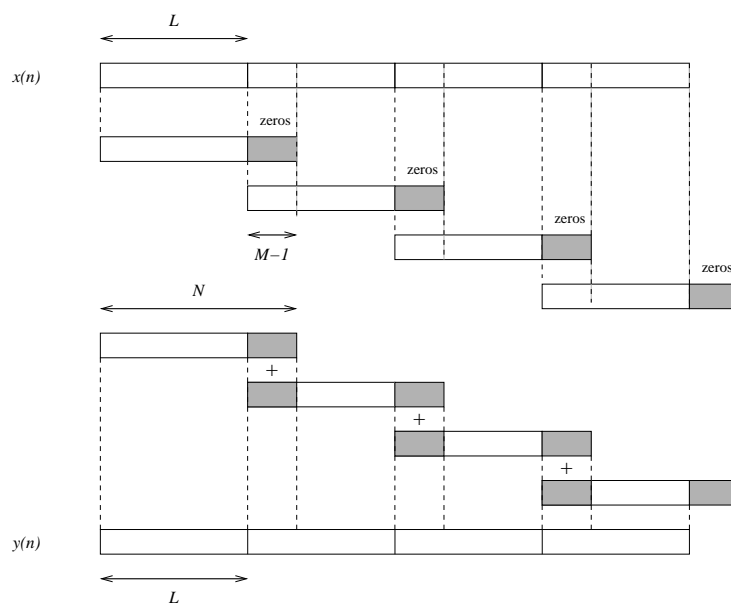 L
x(n)
zeros
zeros
zeros
M−1
zeros
N
+
+
+
y(n)
L